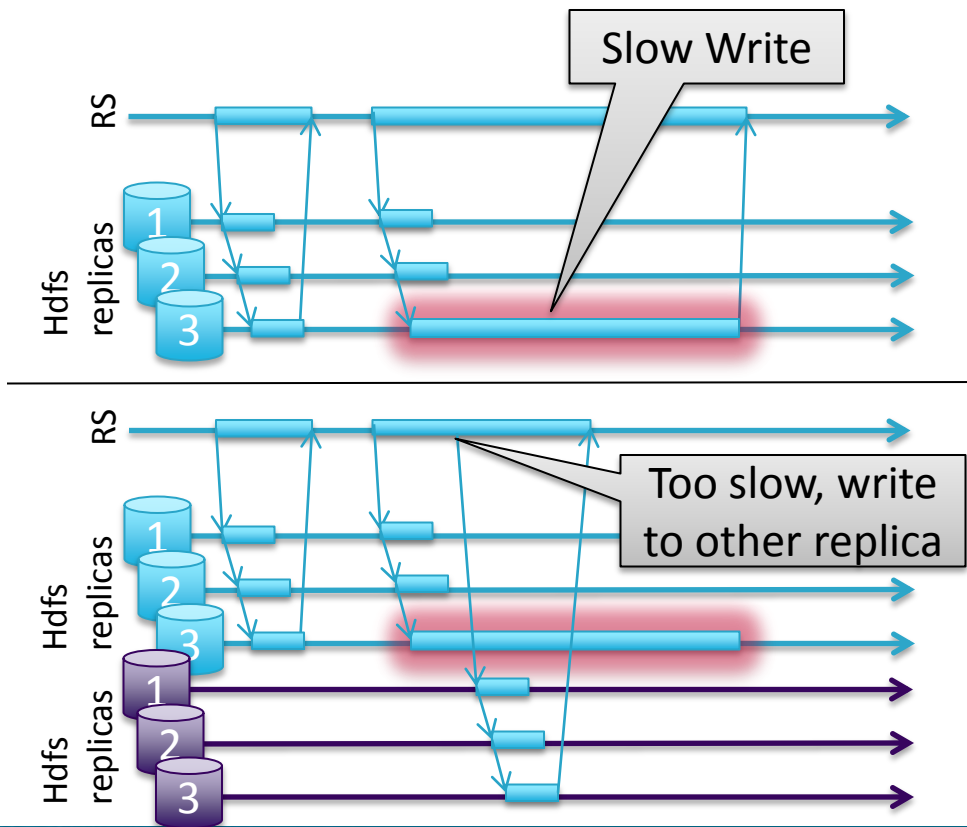 Slow Write
RS
Hdfs
replicas
1
2
3
RS
Too slow, write
to other replica
Hdfs
replicas
1
2
3
Hdfs
replicas
1
2
3